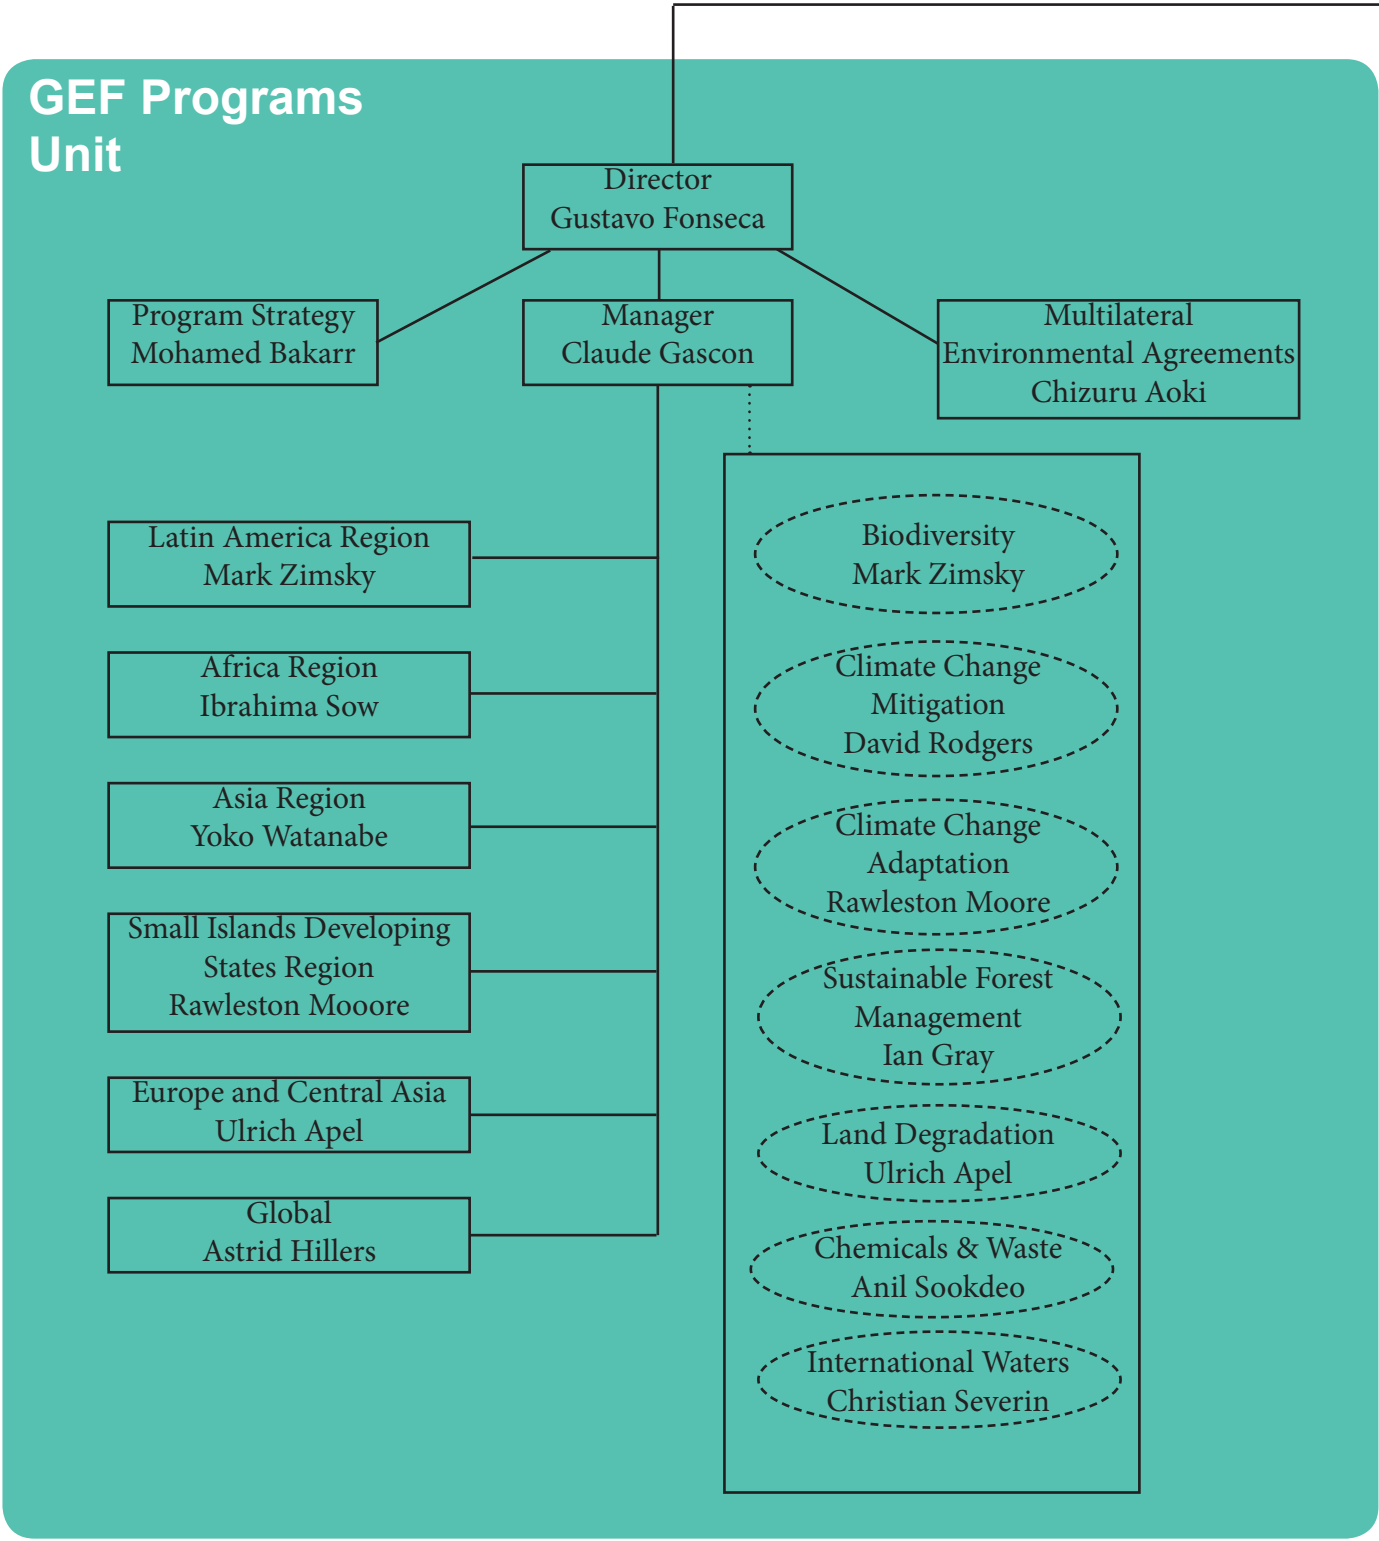 GEF Programs
Unit
Director
Gustavo Fonseca
Program Strategy
Mohamed Bakarr
Manager
Claude Gascon
Multilateral
Environmental Agreements
Chizuru Aoki
Latin America Region
Mark Zimsky
Africa Region
Ibrahima Sow
Asia Region
Yoko Watanabe
Small Islands Developing
States Region
Rawleston Mooore
Europe and Central Asia
Ulrich Apel
Global
Astrid Hillers
Biodiversity
Mark Zimsky
Climate Change
Mitigation
David Rodgers
Climate Change
Adaptation
Rawleston Moore
Sustainable Forest
Management
Ian Gray
Land Degradation
Ulrich Apel
Chemicals & Waste
Anil Sookdeo
International Waters
Christian Severin